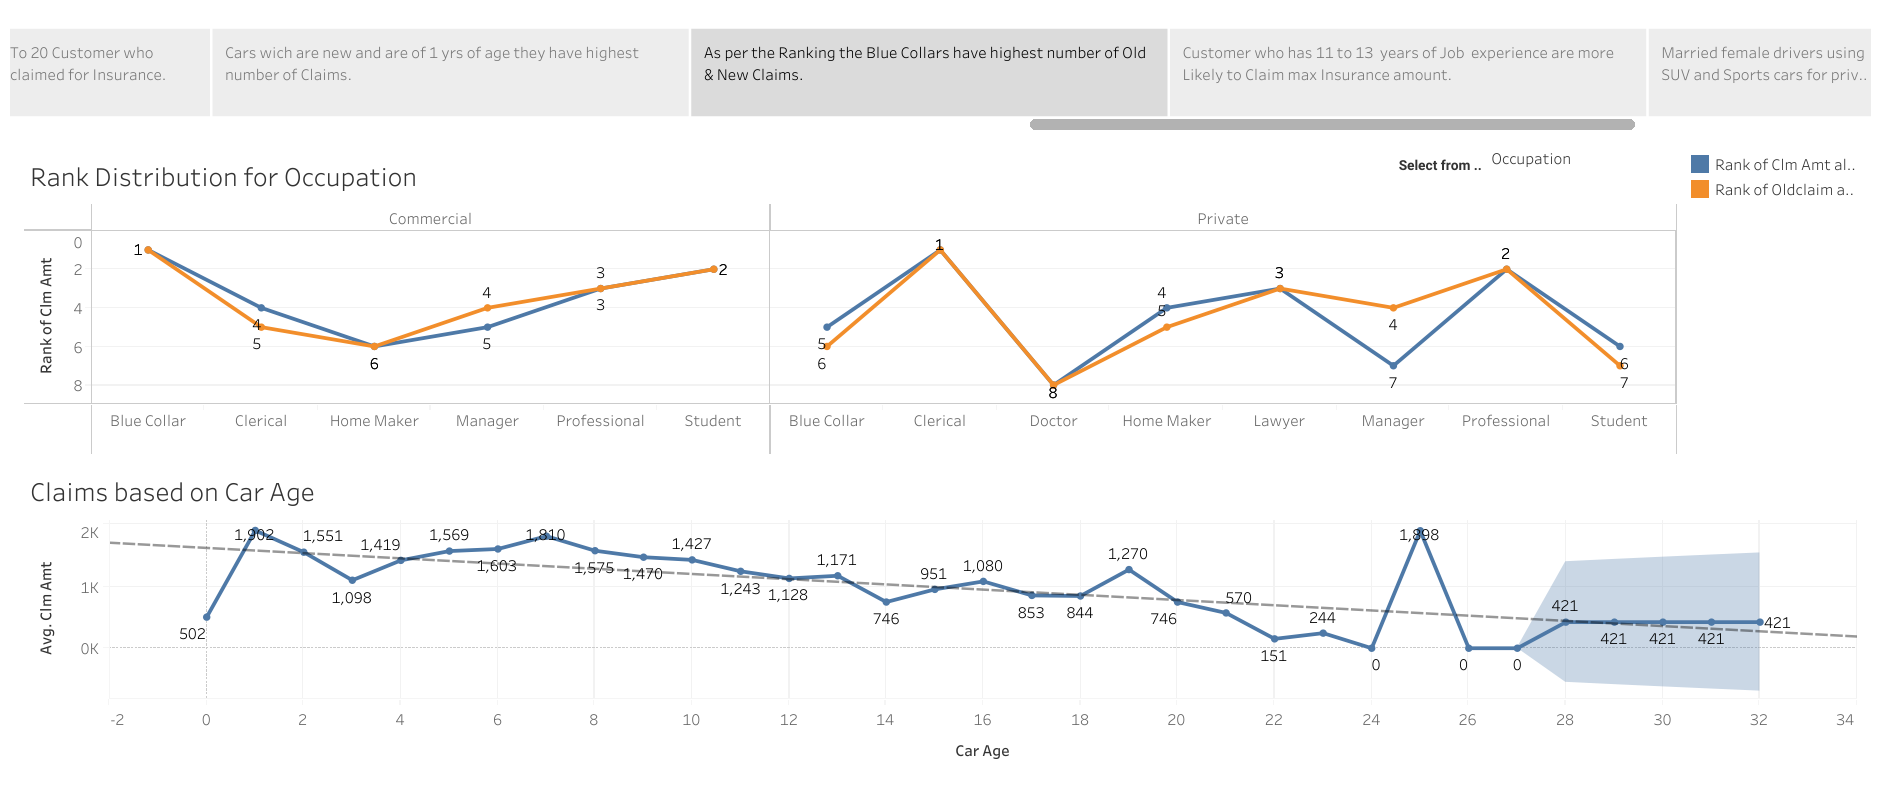 To 20 Customer who
claimed for Insurance.
Cars wich are new and are of 1 yrs of age they have highest
number of Claims.
As per the Ranking the Blue Collars have highest number of Old
& New Claims.
Customer who has 11 to 13 years of Job experience are more
Likely to Claim max Insurance amount.
Married female drivers using
SUV and Sports cars for priv..
Select from ..
Occupation
Rank of Clm Amt al..
Rank of Oldclaim a..
Rank Distribution for Occupation
Commercial
Private
Rank of Clm Amt
0
2
4
6
8
1
4
5
6
4
5
3
3
2
5
6
1
8
4
5
3
4
7
2
6
7
Blue Collar
Clerical
Home Maker
Manager
Professional
Student
Blue Collar
Clerical
Doctor
Home Maker
Lawyer
Manager
Professional
Student
Claims based on Car Age
Avg. Clm Amt
2K
1K
0K
502
1,902
1,551
1,098
1,419
1,569
1,603
1,810
1,575
1,470
1,427
1,243
1,128
1,171
746
951
1,080
853
844
1,270
746
570
151
244
0
1,898
0
0
421
421
421
421
421
-2
0
2
4
6
8
10
12
14
16
18
20
22
24
26
28
30
32
34
Car Age